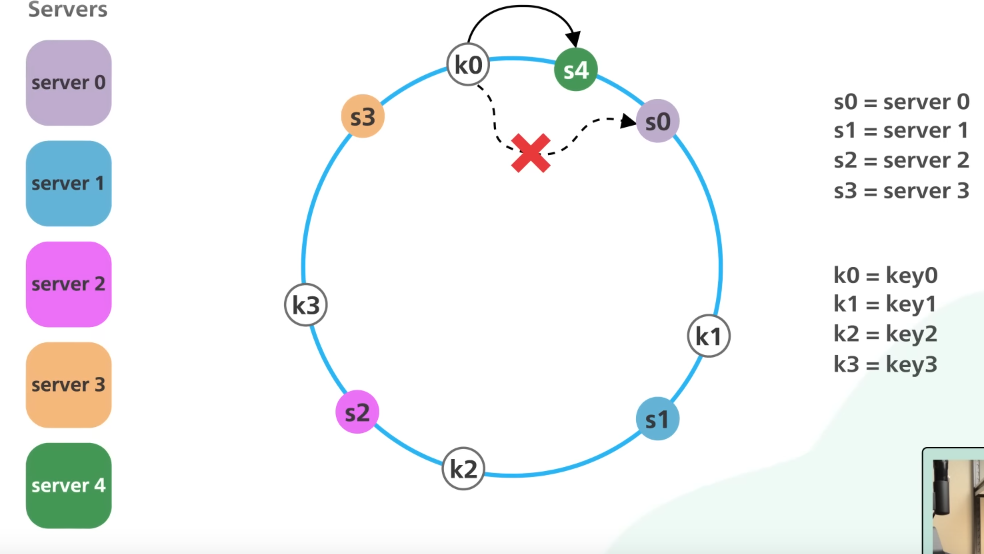 Servers
server 0
server 1
server 2
server 3
server 4
k0
s4
s3
s0
k3
k1
s2
s1
k2
s0 = server 0
s1 = server 1
s2 = server 2
s3 = server 3
k0 = key0
k1 = key1
k2 = key2
k3 = key3